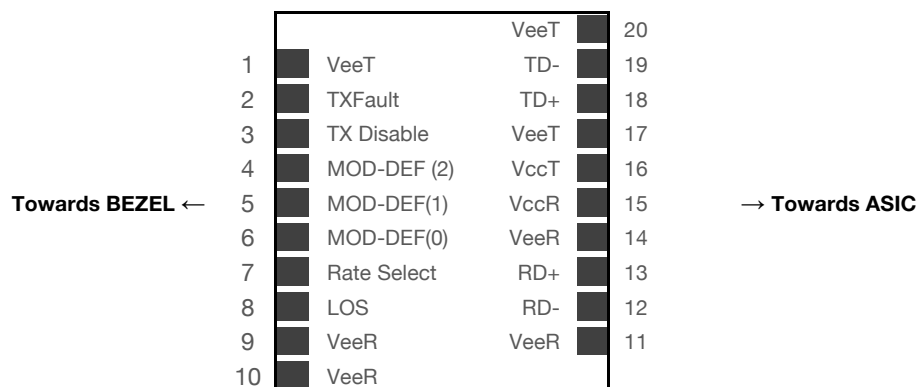 VeeT 20
1 VeeT TD- 19
2 TXFault TD+ 18
3 TX Disable VeeT 17
4 MOD-DEF (2) VccT 16
Towards BEZEL ← 5 MOD-DEF(1) VccR 15 → Towards ASIC
6 MOD-DEF(0) VeeR 14
7 Rate Select RD+ 13
8 LOS RD- 12
9 VeeR VeeR 11
10 VeeR